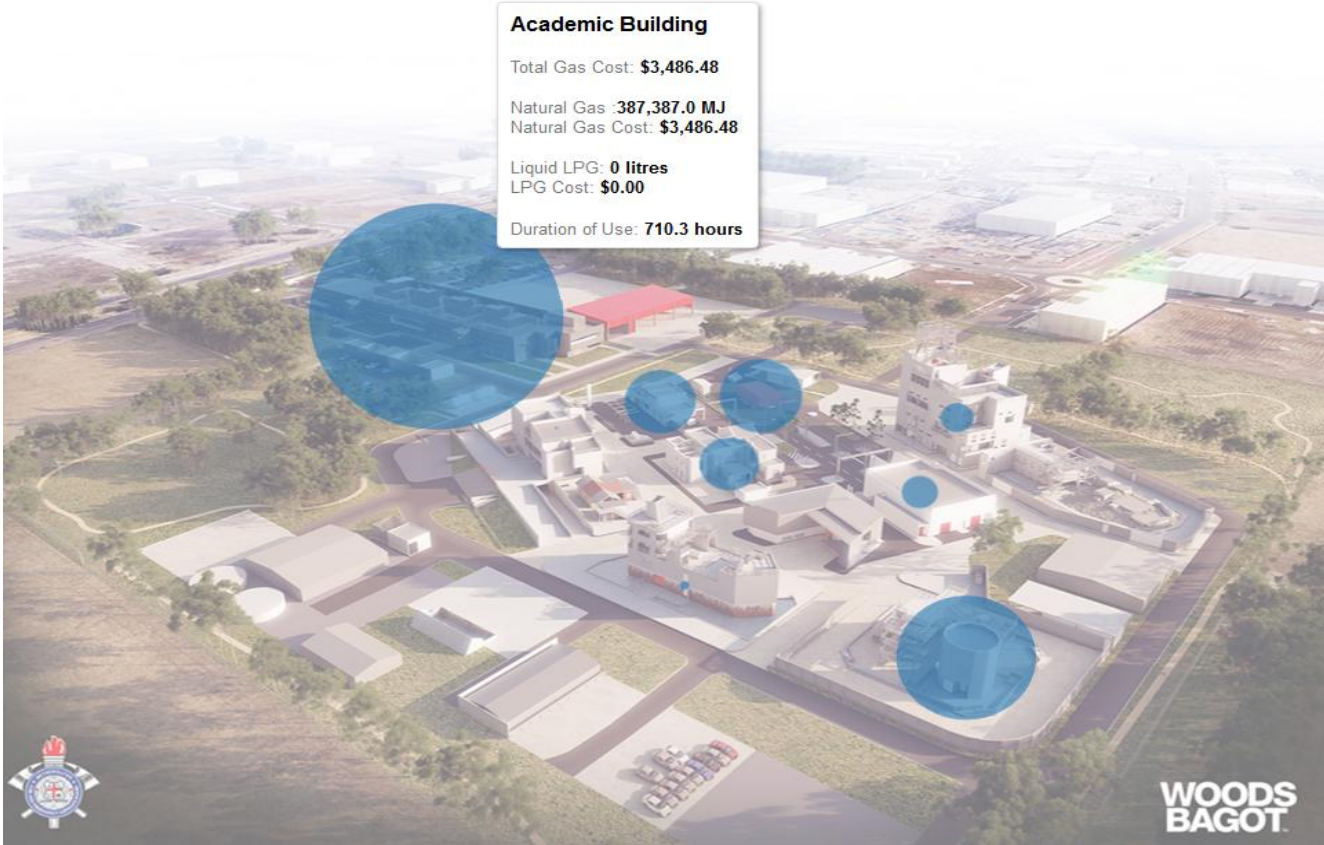 Academic Building
Total Gas Cost: $3,486.48
Natural Gas :387,387.0 MJ
Natural Gas Cost: $3,486.48
Liquid LPG: 0 litres
LPG Cost: $0.00
Duration of Use: 710.3 hours
WOODS
BAGOT